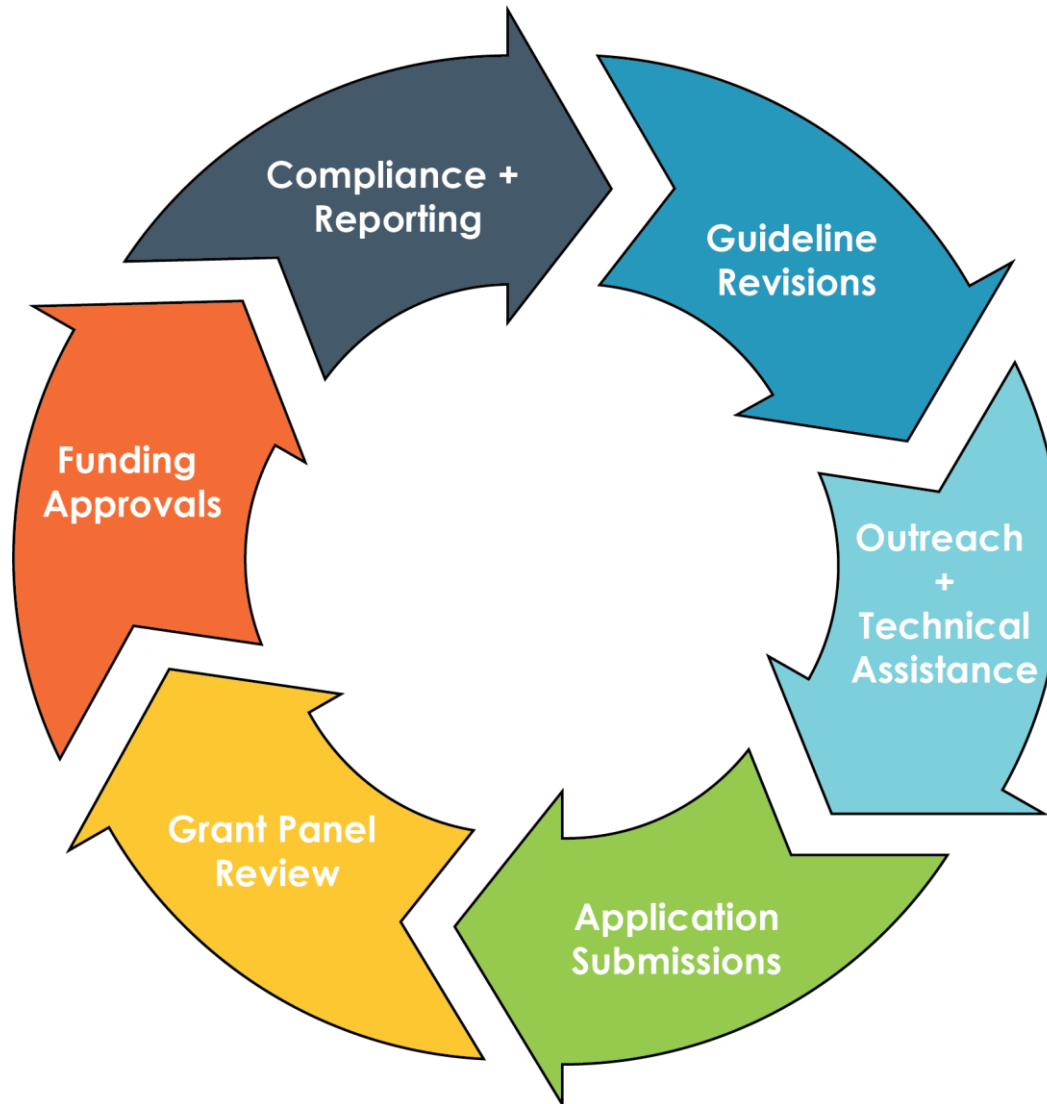 Compliance +
Reporting
Guideline
Revisions
Outreach
+
Technical
Assistance
Application
Submissions
Grant Panel
Review
Funding
Approvals